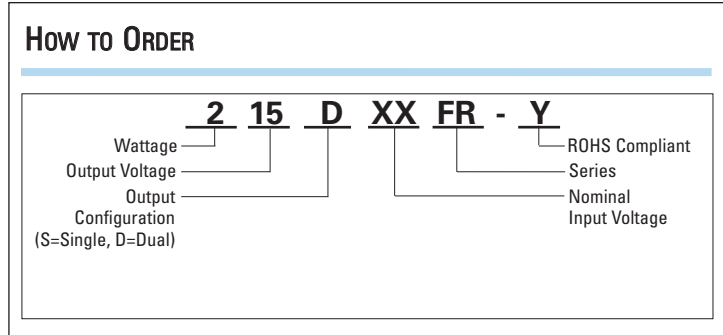 HOW TO ORDER
2 15 D XX FR - Y
Wattage
Output Voltage
Output
Configuration
(S=Single, D=Dual)
ROHS Compliant
Series
Nominal
Input Voltage